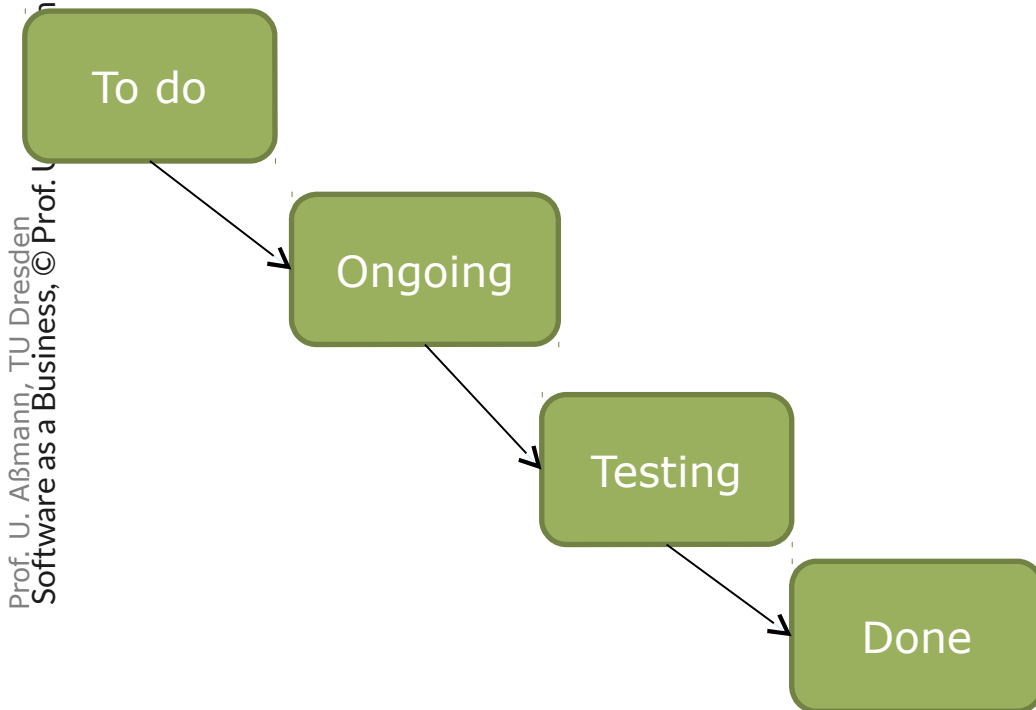 To do
Ongoing
Testing
Done
Prof. U. Aßmann, TU Dresden
Software as a Business, © Prof.